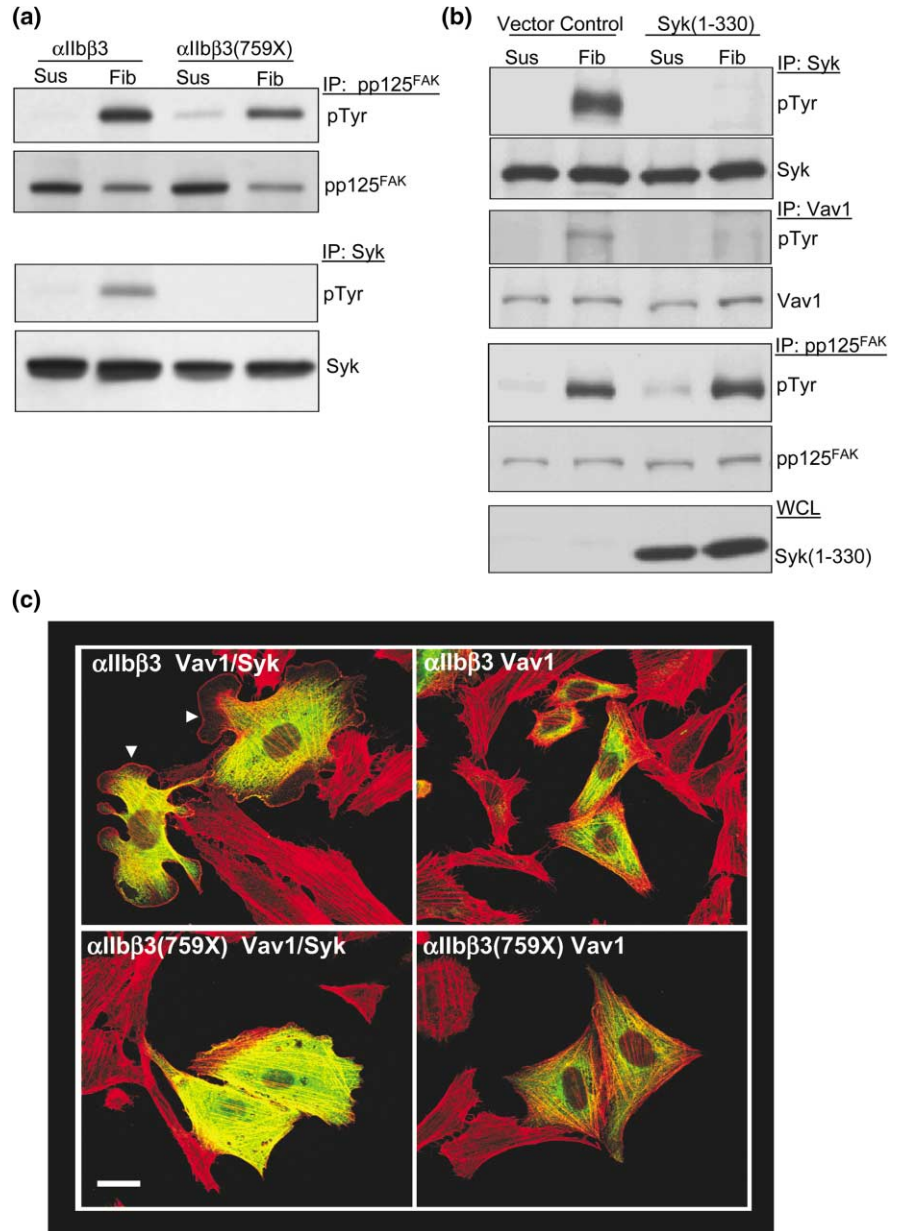 (a)
αIIbβ3 αIIbβ3(759X)
Sus Fib Sus Fib
IP: pp125FAK
pTyr
pp125FAK
IP: Syk
pTyr
Syk
(b)
Vector Control Syk(1-330)
Sus Fib Sus Fib
IP: Syk
pTyr
Syk
IP: Vav1
pTyr
Vav1
IP: pp125FAK
pTyr
pp125FAK
WCL
Syk(1-330)
(c)
αIIbβ3 Vav1/Syk
αIIbβ3 Vav1
αIIbβ3(759X) Vav1/Syk
αIIbβ3(759X) Vav1